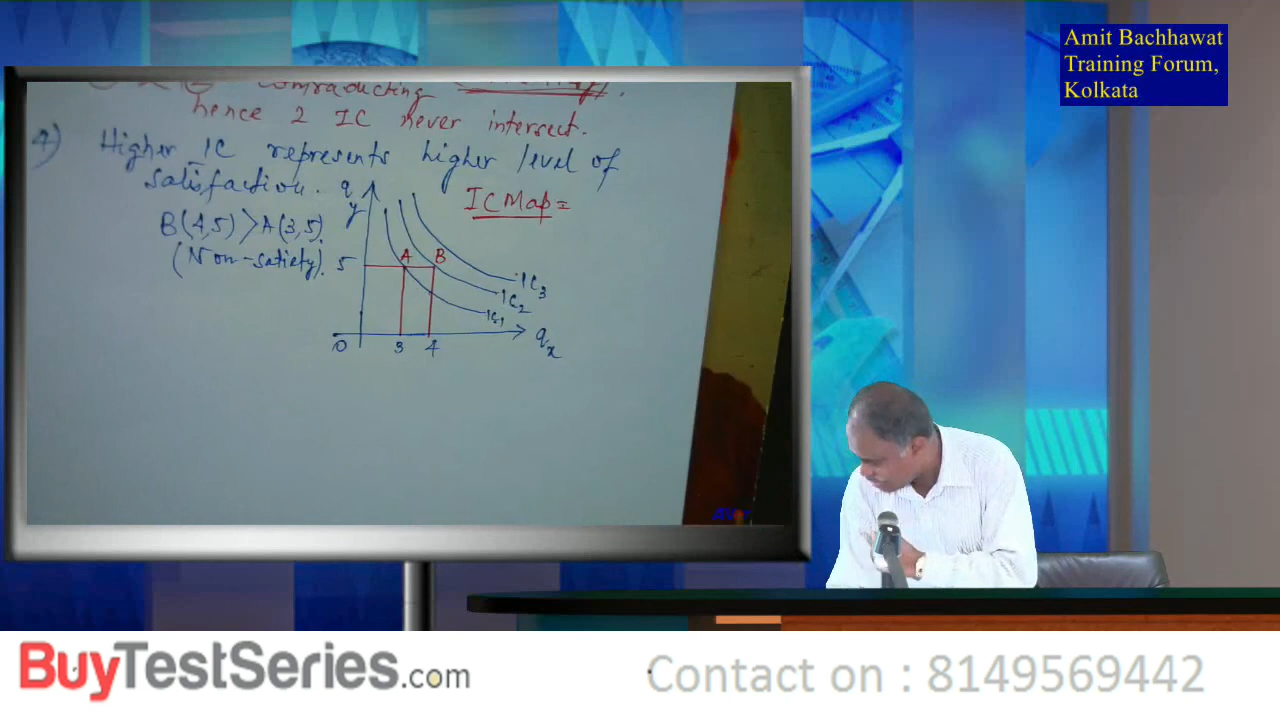 Amit Bachhawat
Training Forum,
Kolkata
contradicting
hence 2 IC never intersect.
4) Higher IC represents higher level of
satisfaction.
B(4,5) > A(3,5)
(Non-satiety).
IC Map =
q y
5
A
B
IC3
IC2
IC1
0
3
4
qx
BuyTestSeries.com
Contact on : 8149569442